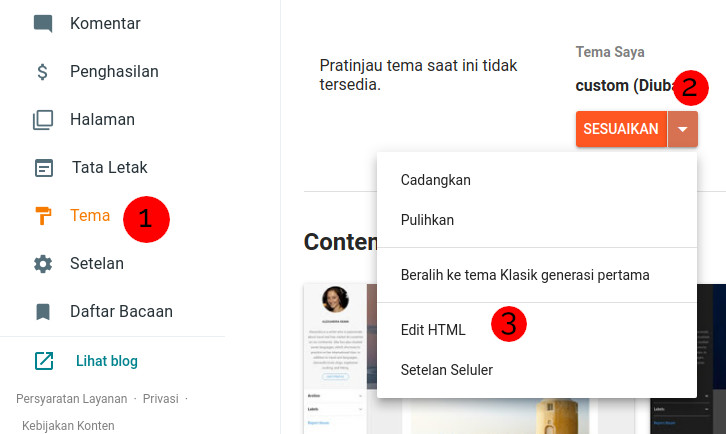 Komentar
Penghasilan
Halaman
Tata Letak
Tema 1
Setelan
Daftar Bacaan
Lihat blog
Persyaratan Layanan · Privasi ·
Kebijakan Konten
Pratinjau tema saat ini tidak
tersedia.
Tema Saya
custom (Diuba 2
SESUAIKAN
Cadangkan
Pulihkan
Beralih ke tema Klasik generasi pertama
Edit HTML 3
Setelan Seluler
Conten